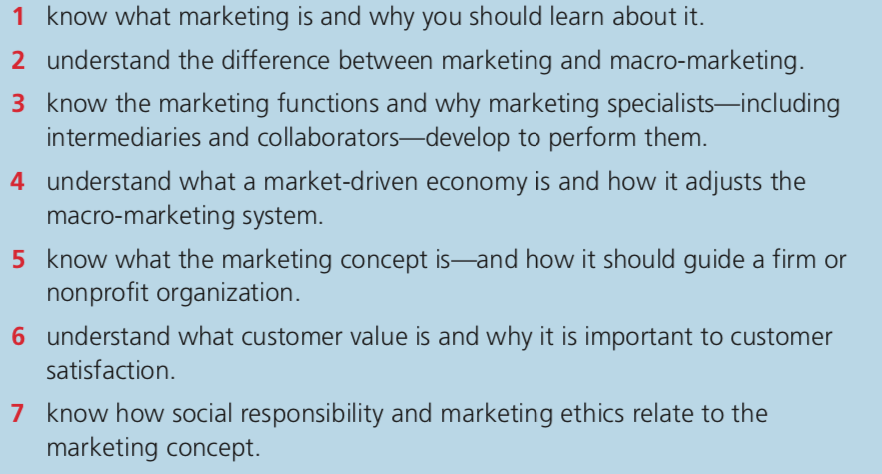 1 know what marketing is and why you should learn about it.
2 understand the difference between marketing and macro-marketing.
3 know the marketing functions and why marketing specialists—including
intermediaries and collaborators—develop to perform them.
4 understand what a market-driven economy is and how it adjusts the
macro-marketing system.
5 know what the marketing concept is—and how it should guide a firm or
nonprofit organization.
6 understand what customer value is and why it is important to customer
satisfaction.
7 know how social responsibility and marketing ethics relate to the
marketing concept.